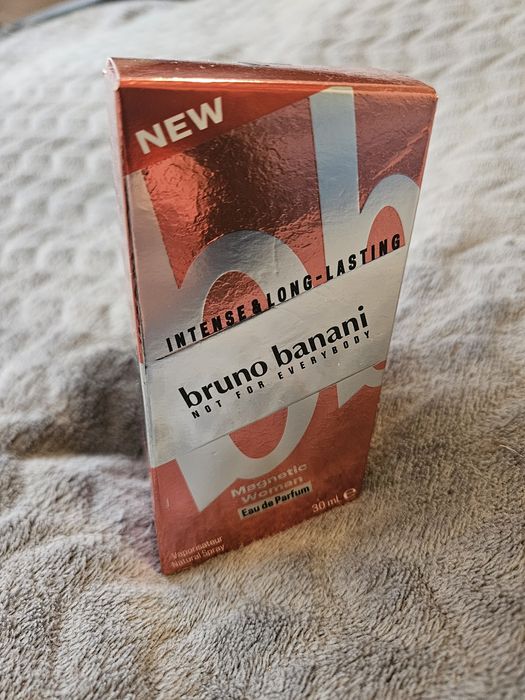 NEW
INTENSE & LONG-LASTING
bruno banani
NOT FOR EVERYBODY
Magnetic
Woman
Eau de Parfum
30 mL ℮
Vaporisateur
Natural Spray